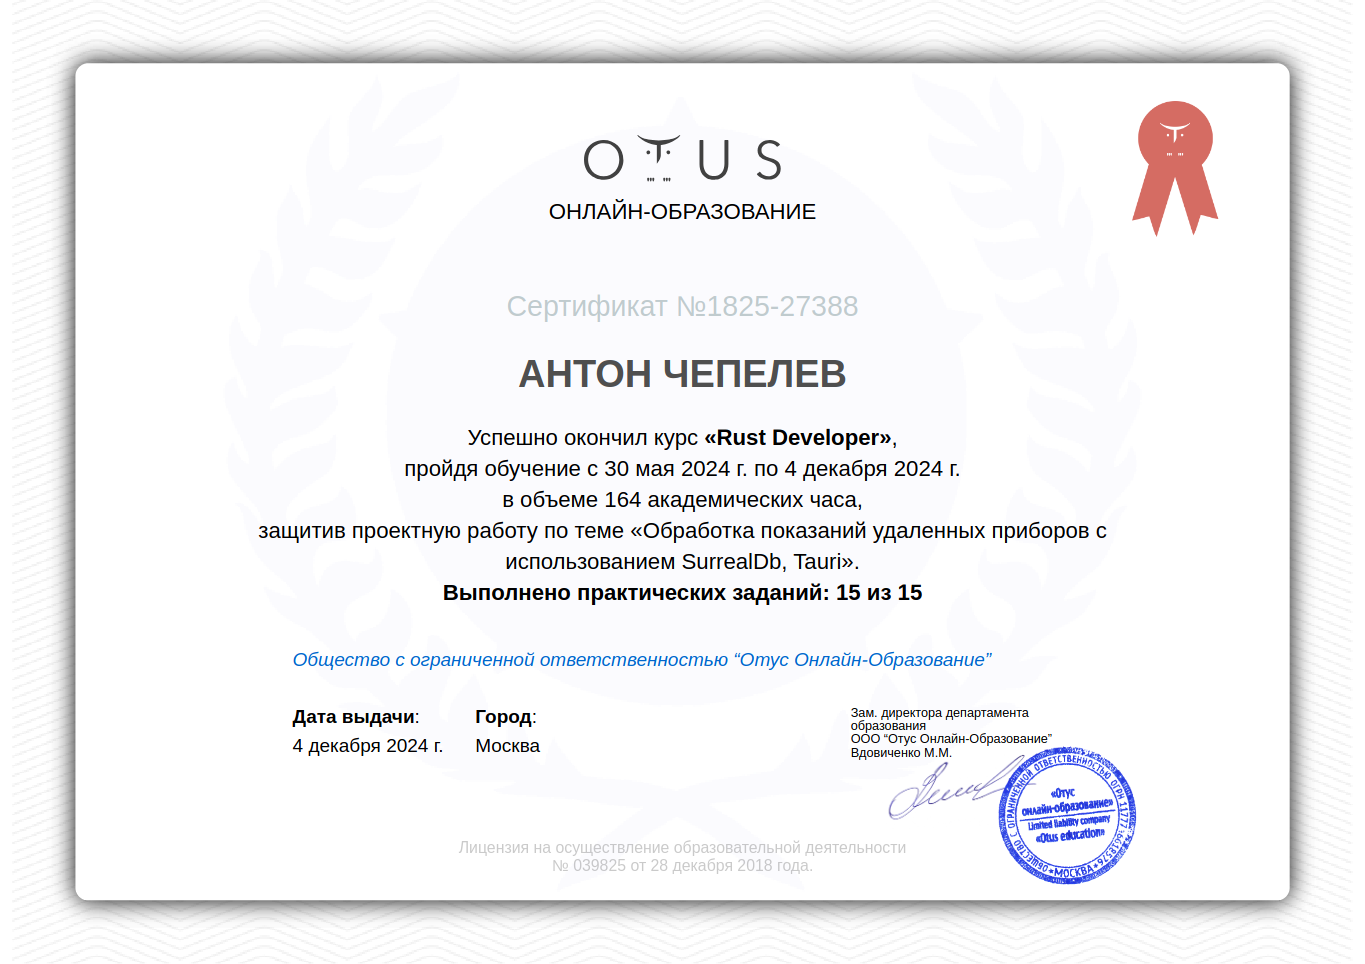 OTUS
ОНЛАЙН-ОБРАЗОВАНИЕ
Сертификат №1825-27388
АНТОН ЧЕПЕЛЕВ
Успешно окончил курс «Rust Developer»,
пройдя обучение с 30 мая 2024 г. по 4 декабря 2024 г.
в объеме 164 академических часа,
защитив проектную работу по теме «Обработка показаний удаленных приборов с
использованием SurrealDb, Tauri».
Выполнено практических заданий: 15 из 15
Общество с ограниченной ответственностью “Отус Онлайн-Образование”
Дата выдачи: Город:
4 декабря 2024 г. Москва
Зам. директора департамента
образования
ООО “Отус Онлайн-Образование”
Вдовиченко М.М.
ОБЩЕСТВО С ОГРАНИЧЕННОЙ ОТВЕТСТВЕННОСТЬЮ ОГРН
МОСКВА
«Отус
онлайн-образование»
Limited liability company
«Otus education»
Лицензия на осуществление образовательной деятельности
№ 039825 от 28 декабря 2018 года.